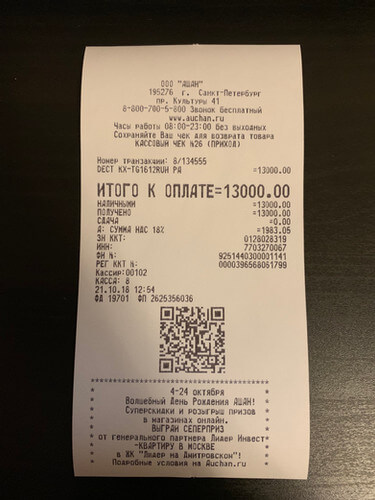 ООО "АШАН"
195276 г. Санкт-Петербург
пр. Культуры 41
8-800-700-5-800 Звонок бесплатный
www.auchan.ru
Часы работы 08:00-23:00 без выходных
Сохраняйте Ваш чек для возврата товара
КАССОВЫЙ ЧЕК №26 (ПРИХОД)
Номер транзакции: 8/134555
DECT KX-TG1612RUH РА =13000.00
ИТОГО К ОПЛАТЕ=13000.00
НАЛИЧНЫМИ =13000.00
ПОЛУЧЕНО =13000.00
СДАЧА =0.00
А: СУММА НДС 18% =1983.05
ЗН ККТ: 0128028319
ИНН: 7703270067
ФН №: 9251440300001141
РЕГ ККТ №: 0000396568061799
Кассир:00102
КАССА: 8
21.10.18 12:54
ФД 19701 ФП 2625356036
4-24 октября
Волшебный День Рождения АШАН!
Суперскидки и розыгрыш призов
в магазинах онлайн.
ВЫГРАЙ СЕПЕРПРИЗ
от генерального партнера Лидер Инвест
-КВАРТИРУ В МОСКВЕ
в ЖК "Лидер на Дмитровском"!
Подробные условия на Auchan.ru